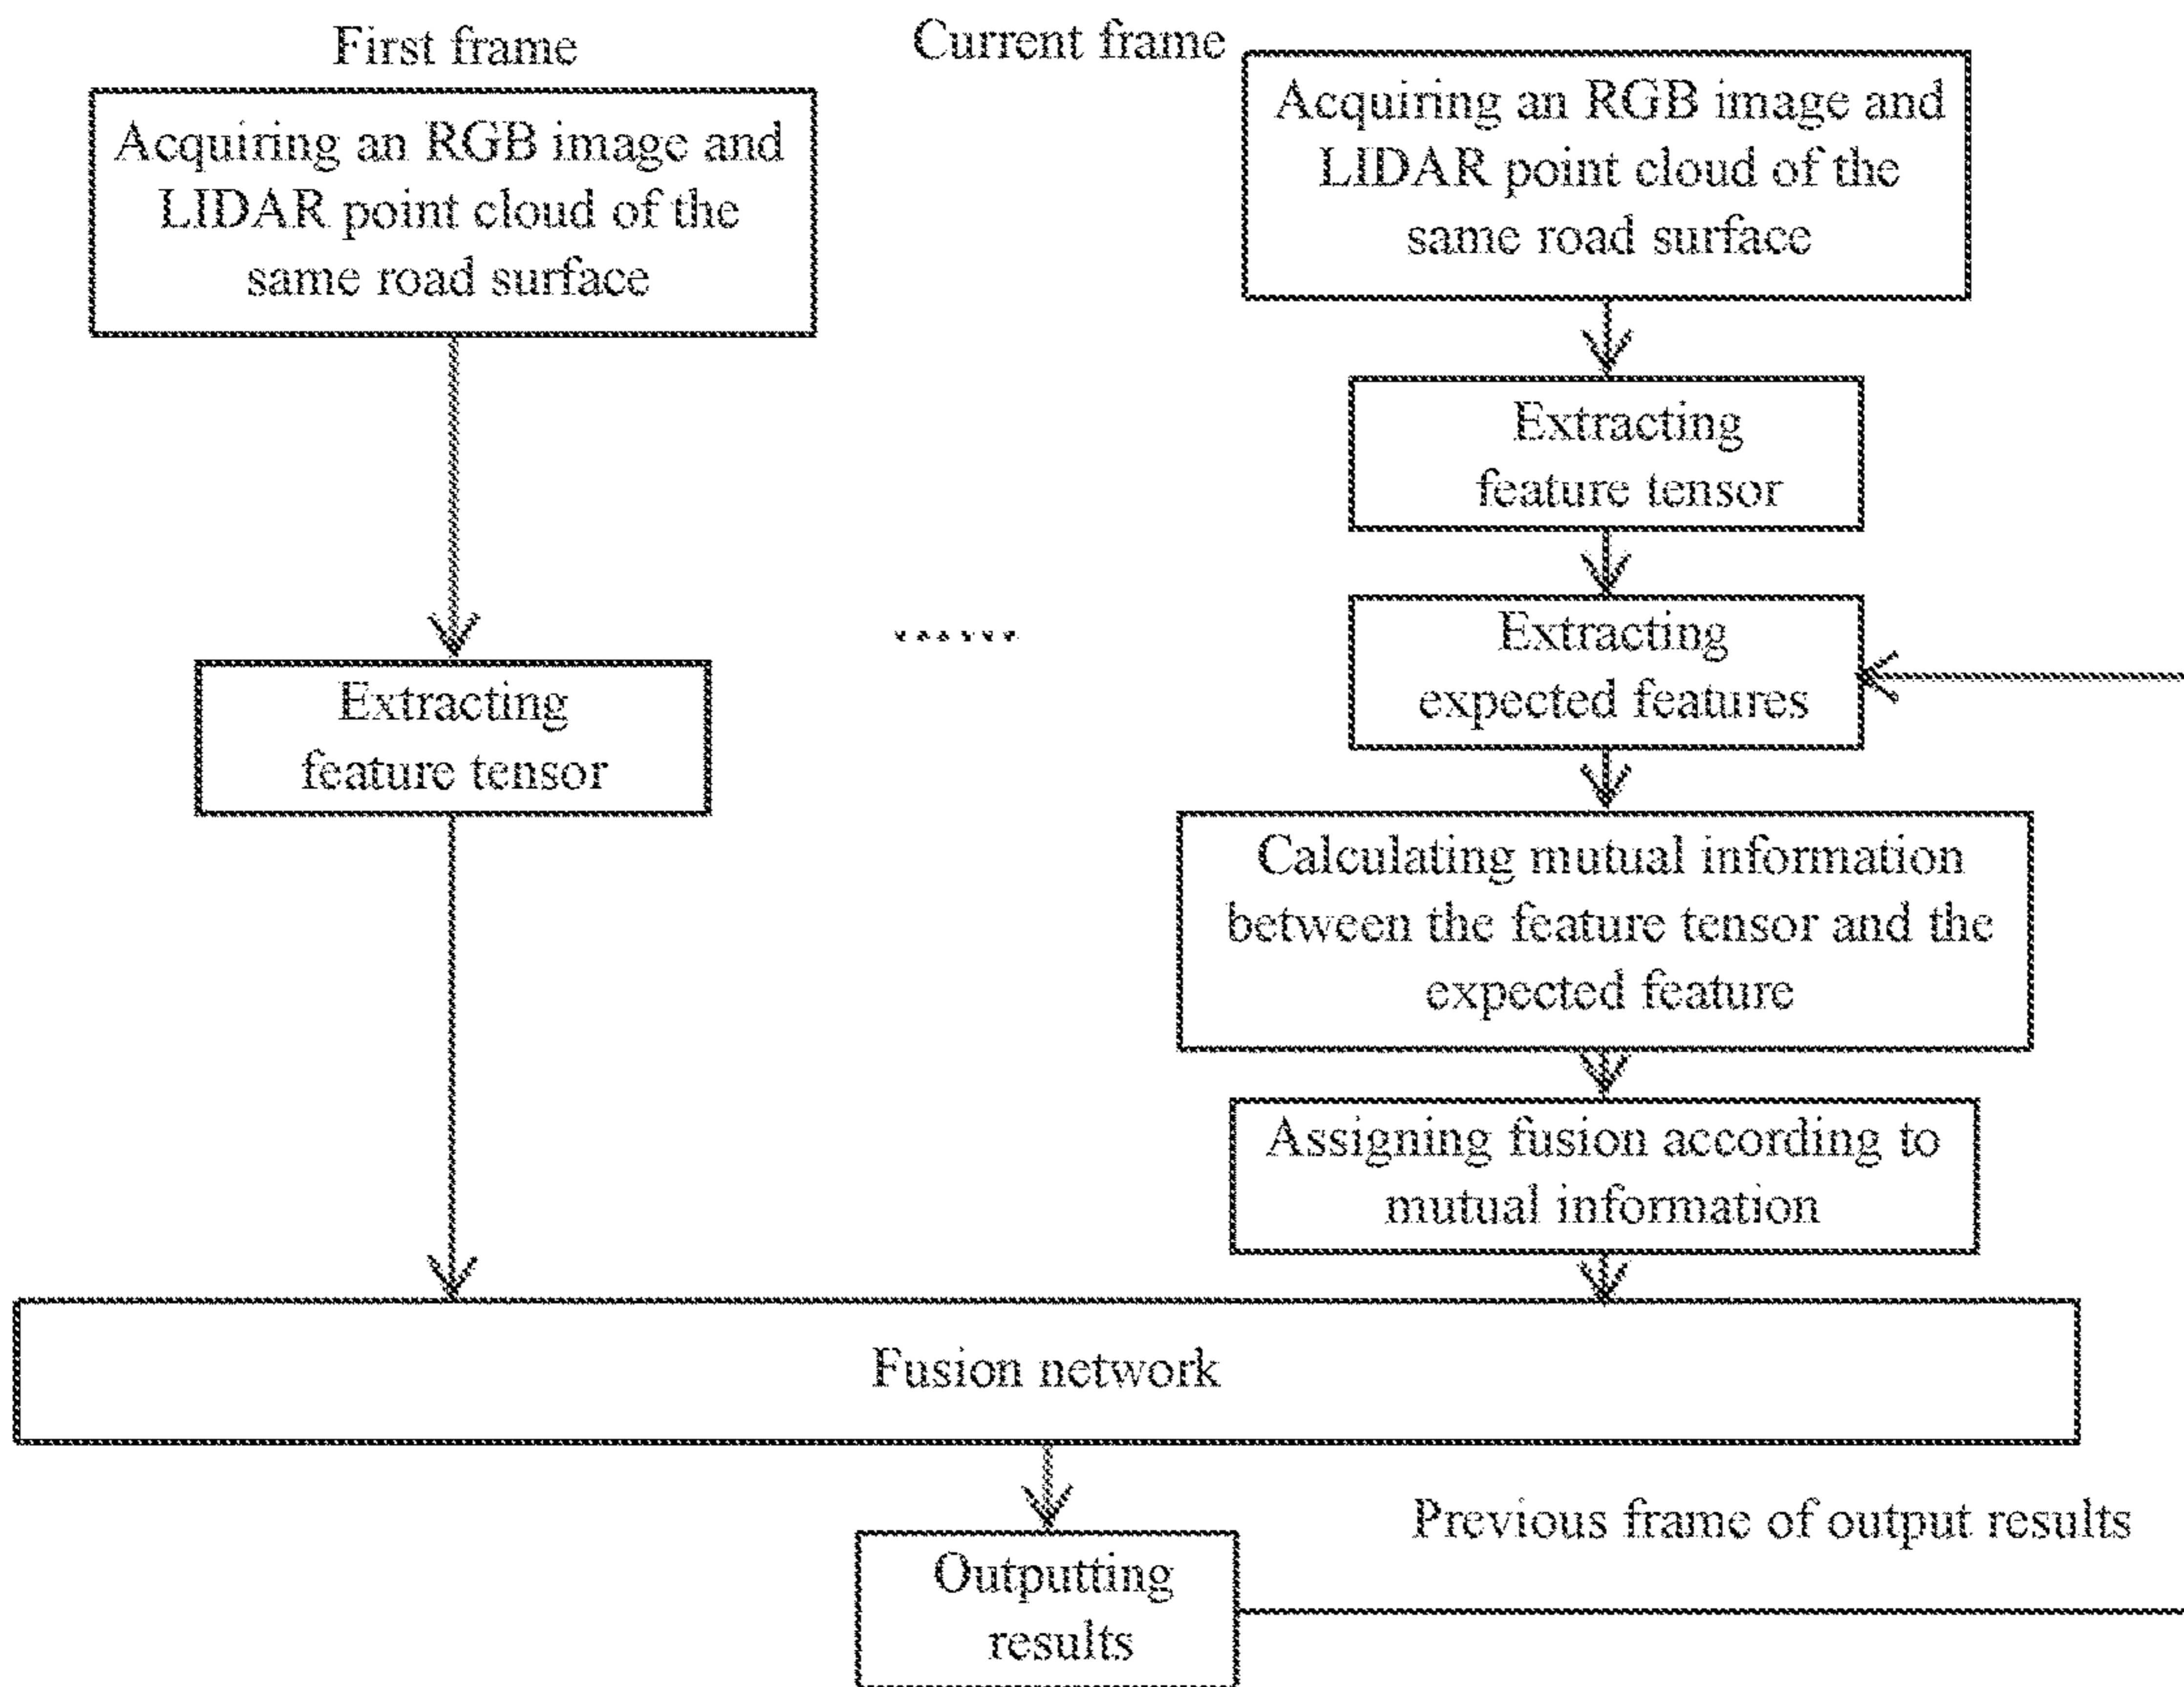 First frame
Acquiring an RGB image and
LIDAR point cloud of the
same road surface
Extracting
feature tensor
......
Current frame
Acquiring an RGB image and
LIDAR point cloud of the
same road surface
Extracting
feature tensor
Extracting
expected features
Calculating mutual information
between the feature tensor and the
expected feature
Assigning fusion according to
mutual information
Fusion network
Outputting
results
Previous frame of output results